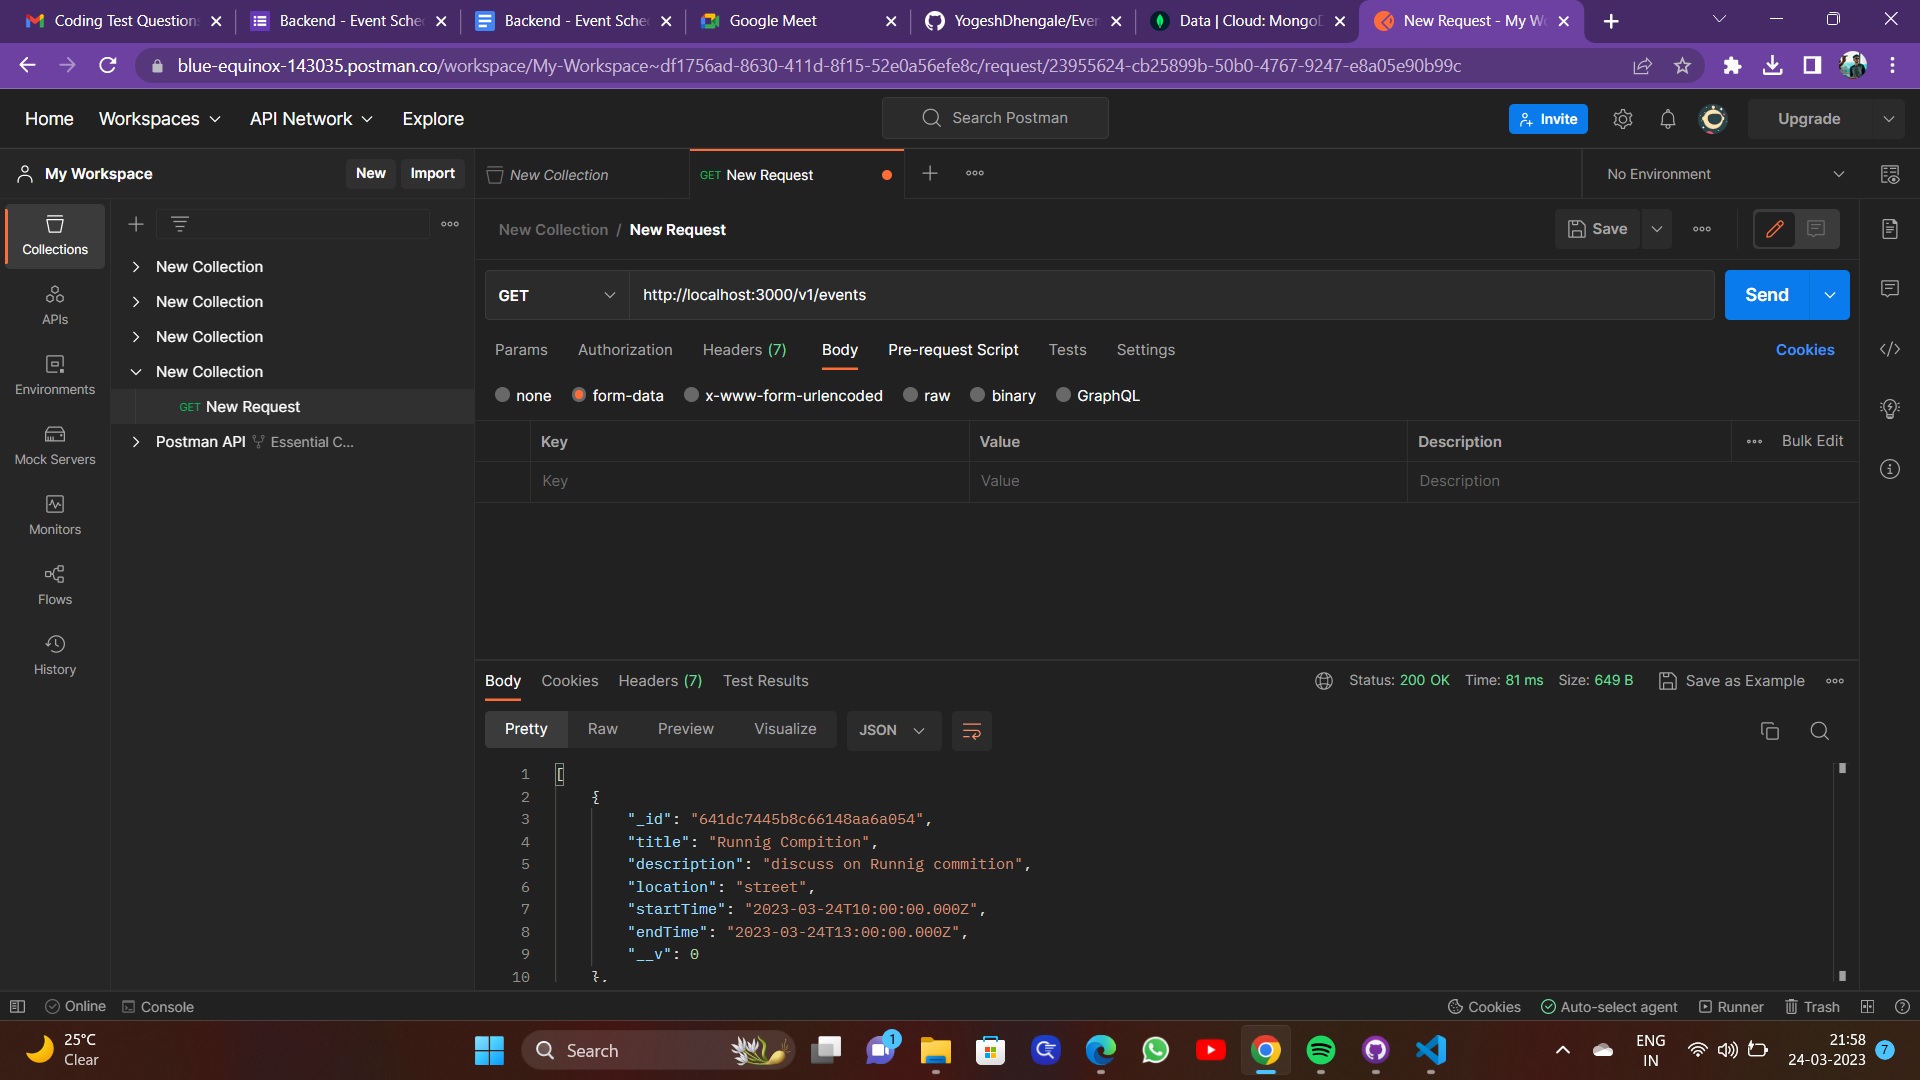 Coding Test Question
Backend - Event Sche
Backend - Event Sche
Google Meet
YogeshDhengale/Even
Data | Cloud: MongoD
New Request - My Wo
blue-equinox-143035.postman.co/workspace/My-Workspace~df1756ad-8630-411d-8f15-52e0a56efe8c/request/23955624-cb25899b-50b0-4767-9247-e8a05e90b99c
Home Workspaces API Network Explore
Search Postman
Invite
Upgrade
My Workspace
New Import
New Collection
GET New Request
No Environment
Collections
APIs
Environments
Mock Servers
Monitors
Flows
History
New Collection
New Collection
New Collection
New Collection
GET New Request
Postman API Essential C...
New Collection / New Request
Save
GET http://localhost:3000/v1/events
Send
Params Authorization Headers (7) Body Pre-request Script Tests Settings
Cookies
none form-data x-www-form-urlencoded raw binary GraphQL
Key Value Description Bulk Edit
Key Value Description
Body Cookies Headers (7) Test Results
Status: 200 OK Time: 81 ms Size: 649 B Save as Example
Pretty Raw Preview Visualize JSON
1 [
2 {
3 "_id": "641dc7445b8c66148aa6a054",
4 "title": "Runnig Compition",
5 "description": "discuss on Runnig commition",
6 "location": "street",
7 "startTime": "2023-03-24T10:00:00.000Z",
8 "endTime": "2023-03-24T13:00:00.000Z",
9 "__v": 0
10 },
Online Console
Cookies Auto-select agent Runner Trash
25°C
Clear
Search
1
ENG
IN
21:58
24-03-2023
7